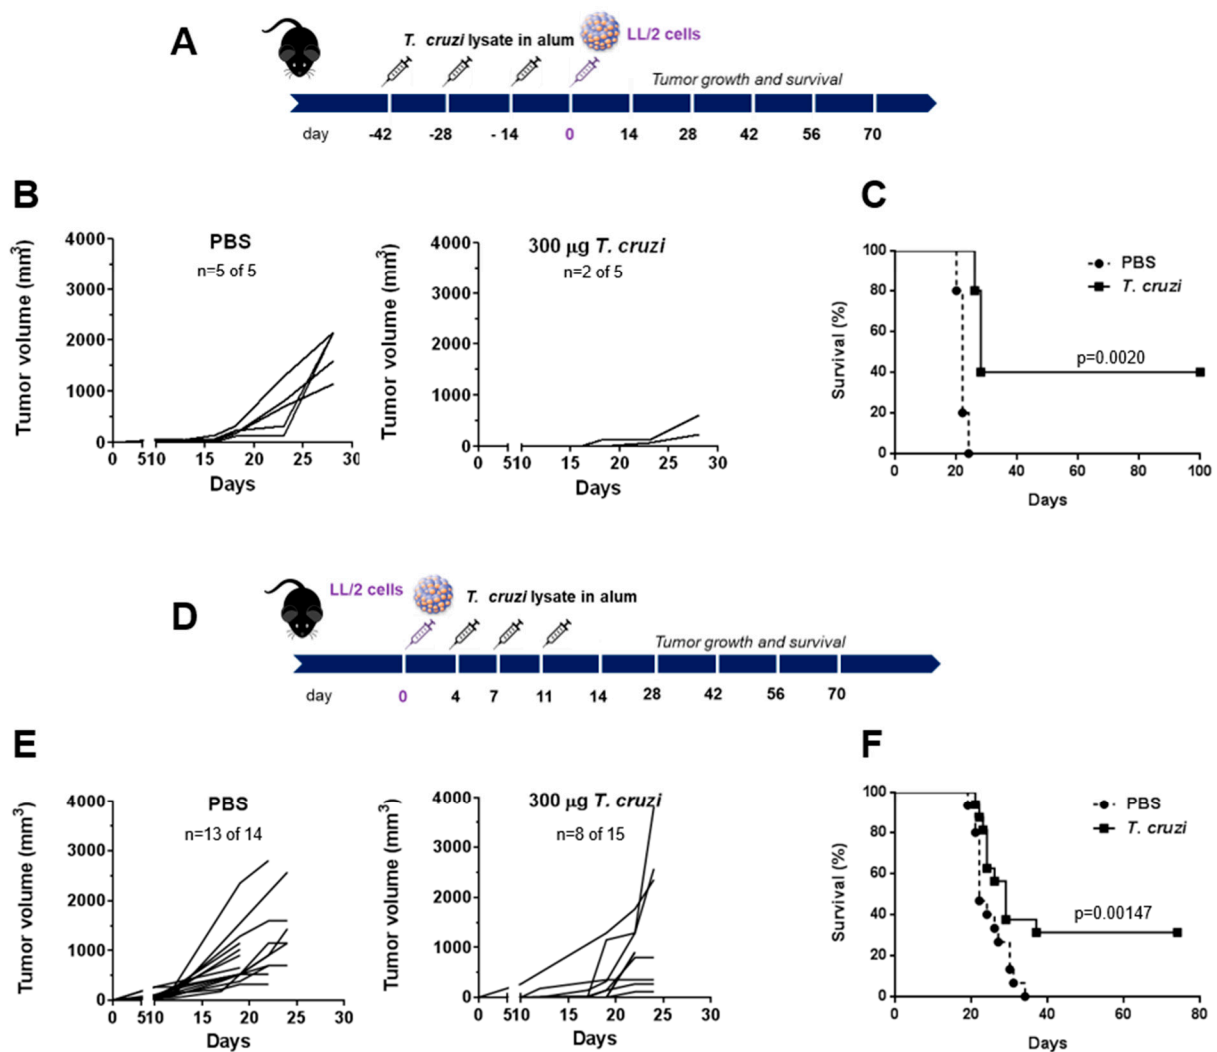 A
T. cruzi lysate in alum
LL/2 cells
Tumor growth and survival
day -42 -28 - 14 0 14 28 42 56 70
B
PBS
n=5 of 5
Tumor volume (mm3)
4000
3000
2000
1000
0
0 510 15 20 25 30
Days
300 µg T. cruzi
n=2 of 5
Tumor volume (mm3)
4000
3000
2000
1000
0
0 510 15 20 25 30
Days
C
Survival (%)
100
80
60
40
20
0
0 20 40 60 80 100
Days
PBS
T. cruzi
p=0.0020
D
LL/2 cells
T. cruzi lysate in alum
Tumor growth and survival
day 0 4 7 11 14 28 42 56 70
E
PBS
n=13 of 14
Tumor volume (mm3)
4000
3000
2000
1000
0
0 510 15 20 25 30
Days
300 µg T. cruzi
n=8 of 15
Tumor volume (mm3)
4000
3000
2000
1000
0
0 510 15 20 25 30
Days
F
Survival (%)
100
80
60
40
20
0
0 20 40 60 80
Days
PBS
T. cruzi
p=0.00147